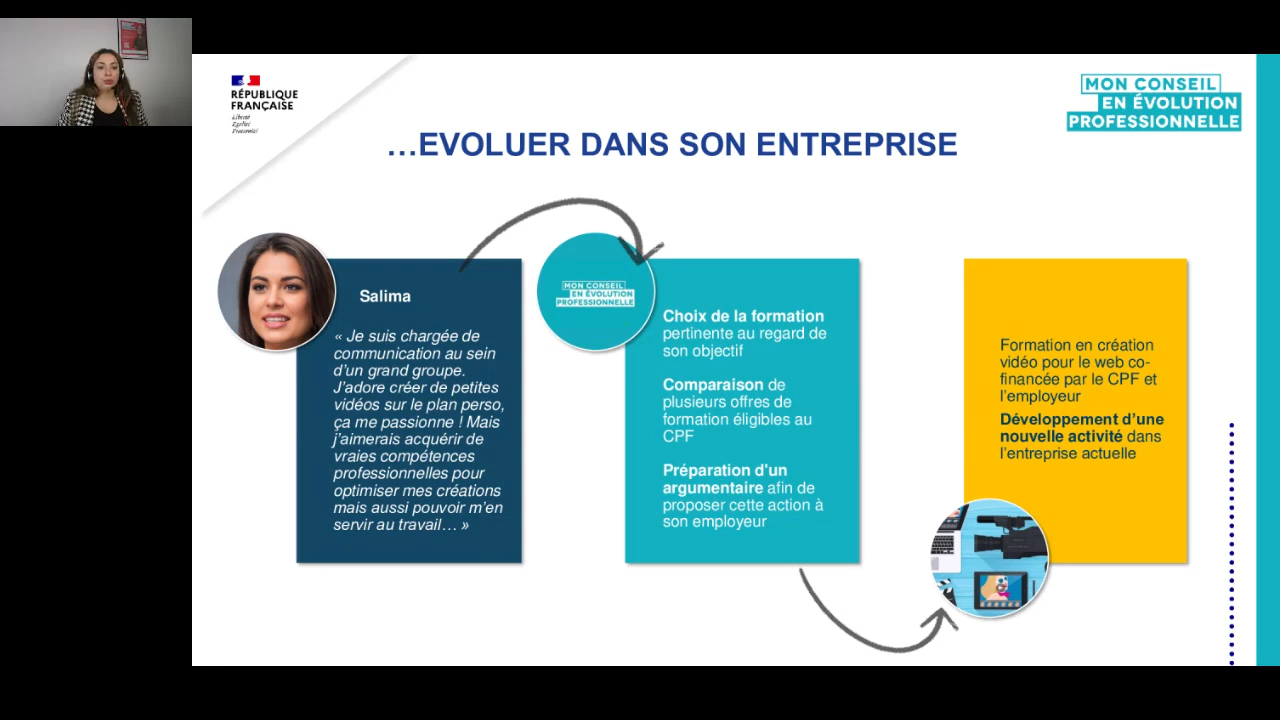 RÉPUBLIQUE
FRANÇAISE
Liberté
Égalité
Fraternité
MON CONSEIL
EN ÉVOLUTION
PROFESSIONNELLE
…EVOLUER DANS SON ENTREPRISE
Salima
« Je suis chargée de
communication au sein
d'un grand groupe.
J'adore créer de petites
vidéos sur le plan perso,
ça me passionne ! Mais
j'aimerais acquérir de
vraies compétences
professionnelles pour
optimiser mes créations
mais aussi pouvoir m'en
servir au travail… »
MON CONSEIL
EN ÉVOLUTION
PROFESSIONNELLE
Choix de la formation
pertinente au regard de
son objectif
Comparaison de
plusieurs offres de
formation éligibles au
CPF
Préparation d'un
argumentaire afin de
proposer cette action à
son employeur
Formation en création
vidéo pour le web co-
financée par le CPF et
l'employeur
Développement d'une
nouvelle activité dans
l'entreprise actuelle